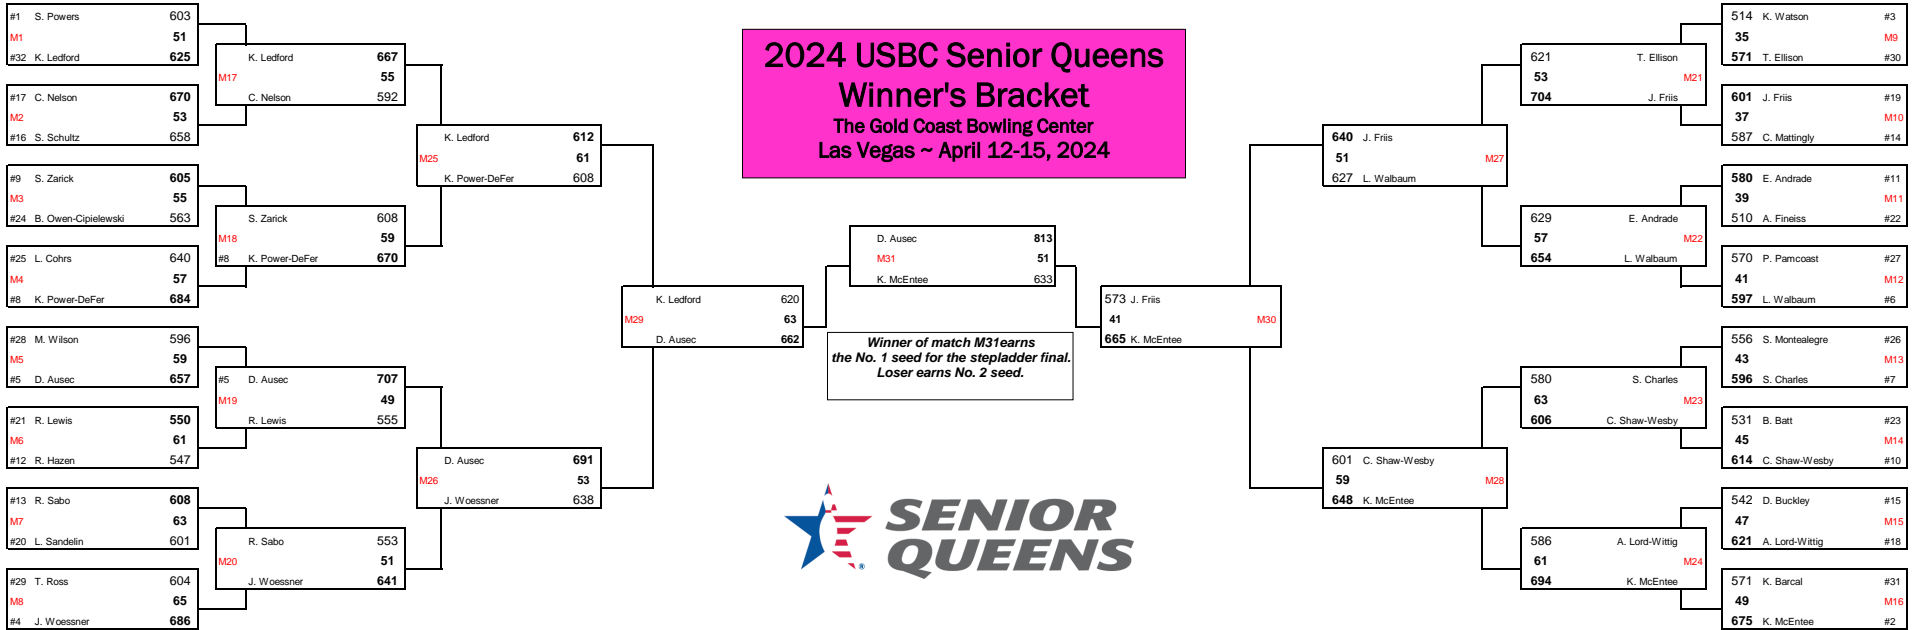 2024 USBC Senior Queens
Winner's Bracket
The Gold Coast Bowling Center
Las Vegas ~ April 12-15, 2024
#1 S. Powers 603
M1 51
#32 K. Ledford 625
#17 C. Nelson 670
M2 53
#16 S. Schultz 658
#9 S. Zarick 605
M3 55
#24 B. Owen-Cipielewski 563
#25 L. Cohrs 640
M4 57
#8 K. Power-DeFer 684
#28 M. Wilson 596
M5 59
#5 D. Ausec 657
#21 R. Lewis 550
M6 61
#12 R. Hazen 547
#13 R. Sabo 608
M7 63
#20 L. Sandelin 601
#29 T. Ross 604
M8 65
#4 J. Woessner 686
K. Ledford 667
M17 55
C. Nelson 592
S. Zarick 608
M18 59
#8 K. Power-DeFer 670
#5 D. Ausec 707
M19 49
R. Lewis 555
R. Sabo 553
M20 51
J. Woessner 641
K. Ledford 612
M25 61
K. Power-DeFer 608
D. Ausec 691
M26 53
J. Woessner 638
K. Ledford 620
M29 63
D. Ausec 662
D. Ausec 813
M31 51
K. McEntee 633
Winner of match M31earns
the No. 1 seed for the stepladder final.
Loser earns No. 2 seed.
573 J. Friis
41 M30
665 K. McEntee
640 J. Friis
51 M27
627 L. Walbaum
601 C. Shaw-Wesby
59 M28
648 K. McEntee
621 T. Ellison
53 M21
704 J. Friis
629 E. Andrade
57 M22
654 L. Walbaum
580 S. Charles
63 M23
606 C. Shaw-Wesby
586 A. Lord-Wittig
61 M24
694 K. McEntee
514 K. Watson #3
35 M9
571 T. Ellison #30
601 J. Friis #19
37 M10
587 C. Mattingly #14
580 E. Andrade #11
39 M11
510 A. Fineiss #22
570 P. Pamcoast #27
41 M12
597 L. Walbaum #6
556 S. Montealegre #26
43 M13
596 S. Charles #7
531 B. Batt #23
45 M14
614 C. Shaw-Wesby #10
542 D. Buckley #15
47 M15
621 A. Lord-Wittig #18
571 K. Barcal #31
49 M16
675 K. McEntee #2
SENIOR
QUEENS
®